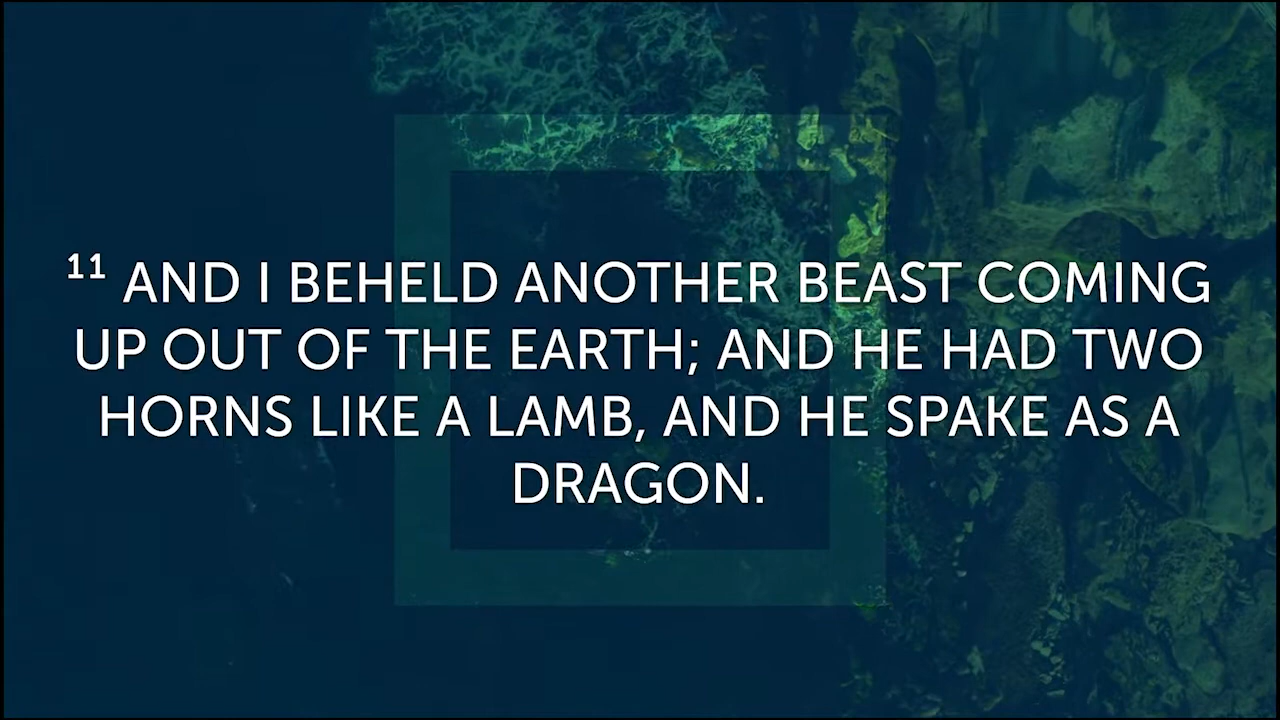 11 AND I BEHELD ANOTHER BEAST COMING
UP OUT OF THE EARTH; AND HE HAD TWO
HORNS LIKE A LAMB, AND HE SPAKE AS A
DRAGON.